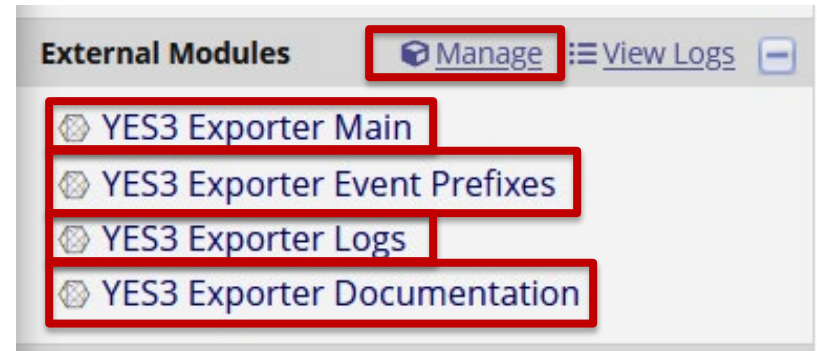 External Modules Manage View Logs
YES3 Exporter Main
YES3 Exporter Event Prefixes
YES3 Exporter Logs
YES3 Exporter Documentation